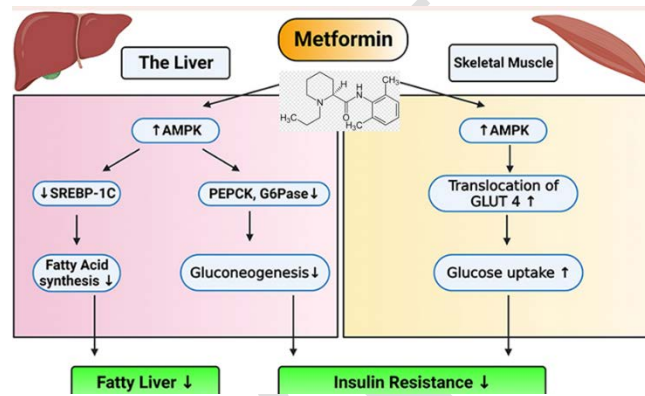 Metformin
The Liver
Skeletal Muscle
H
N
H
N
O
CH₃
H₃C
CH₃
↑AMPK
↓SREBP-1C
PEPCK, G6Pase↓
Fatty Acid
synthesis ↓
Gluconeogenesis↓
↑AMPK
Translocation of
GLUT 4 ↑
Glucose uptake ↑
Fatty Liver ↓
Insulin Resistance ↓